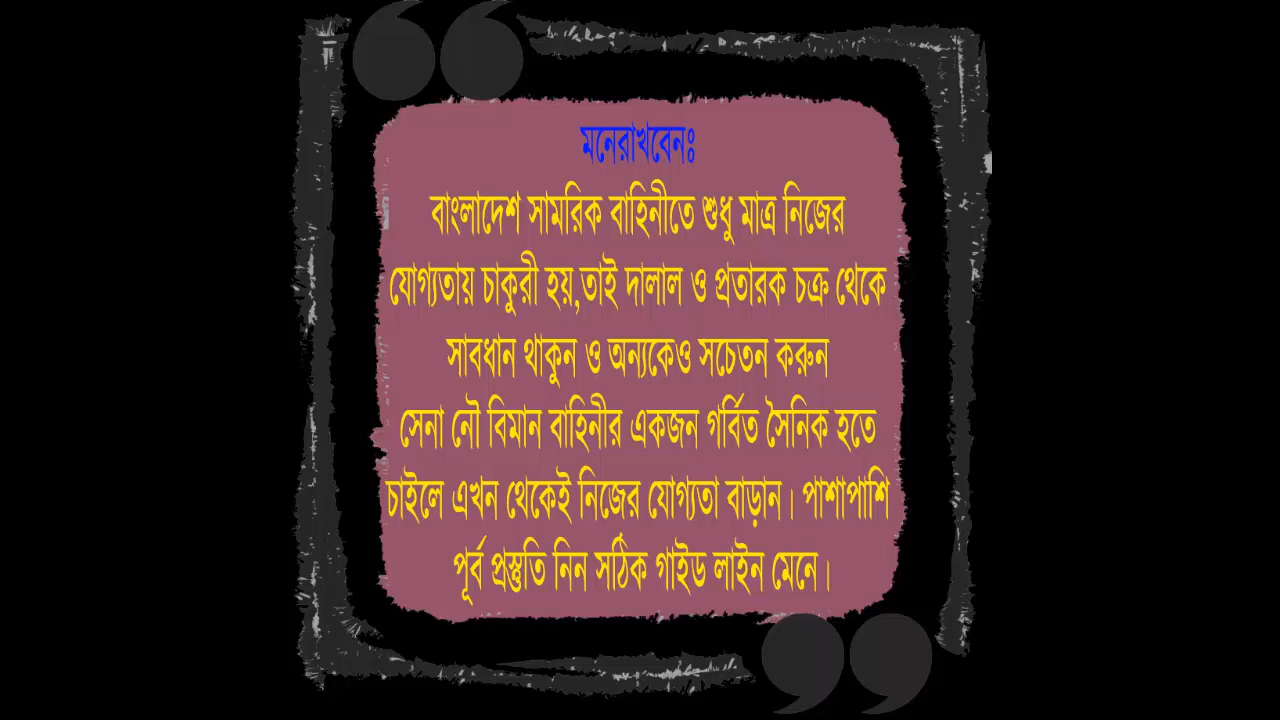 মনেরাখবেনঃ
বাংলাদেশ সামরিক বাহিনীতে শুধু মাত্র নিজের
যোগ্যতায় চাকুরী হয়,তাই দালাল ও প্রতারক চক্র থেকে
সাবধান থাকুন ও অন্যকেও সচেতন করুন
সেনা নৌ বিমান বাহিনীর একজন গর্বিত সৈনিক হতে
চাইলে এখন থেকেই নিজের যোগ্যতা বাড়ান। পাশাপাশি
পূর্ব প্রস্তুতি নিন সঠিক গাইড লাইন মেনে।